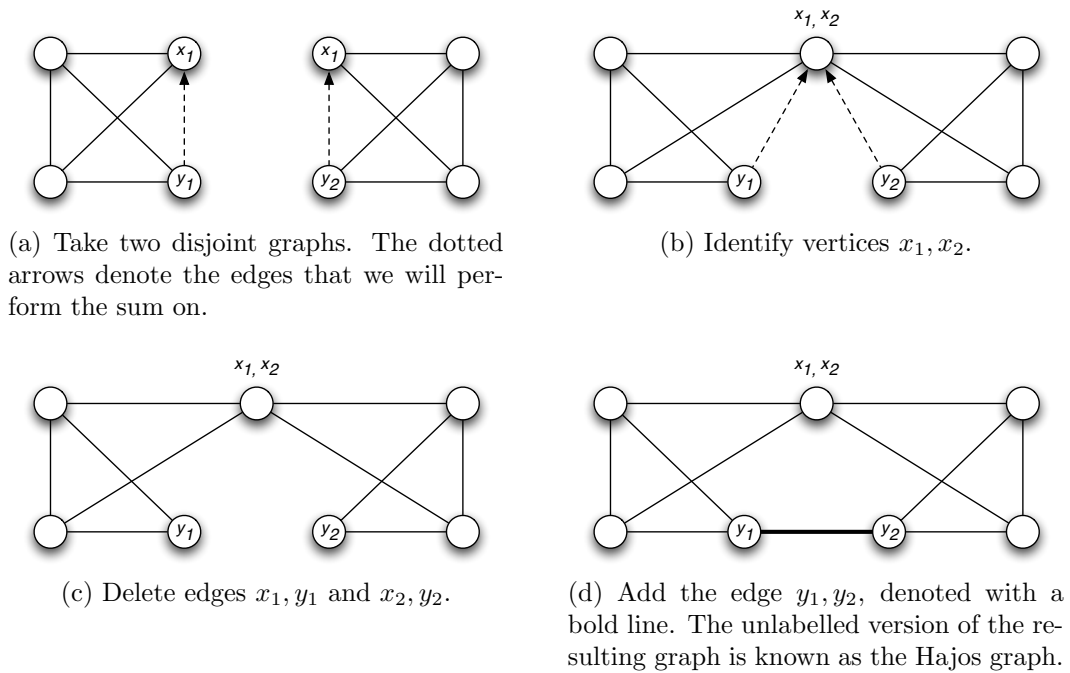 x1
x1
y1
y2
(a) Take two disjoint graphs. The dotted
arrows denote the edges that we will per-
form the sum on.
x1, x2
y1
y2
(b) Identify vertices x1, x2.
x1, x2
y1
y2
(c) Delete edges x1, y1 and x2, y2.
x1, x2
y1
y2
(d) Add the edge y1, y2, denoted with a
bold line. The unlabelled version of the re-
sulting graph is known as the Hajos graph.